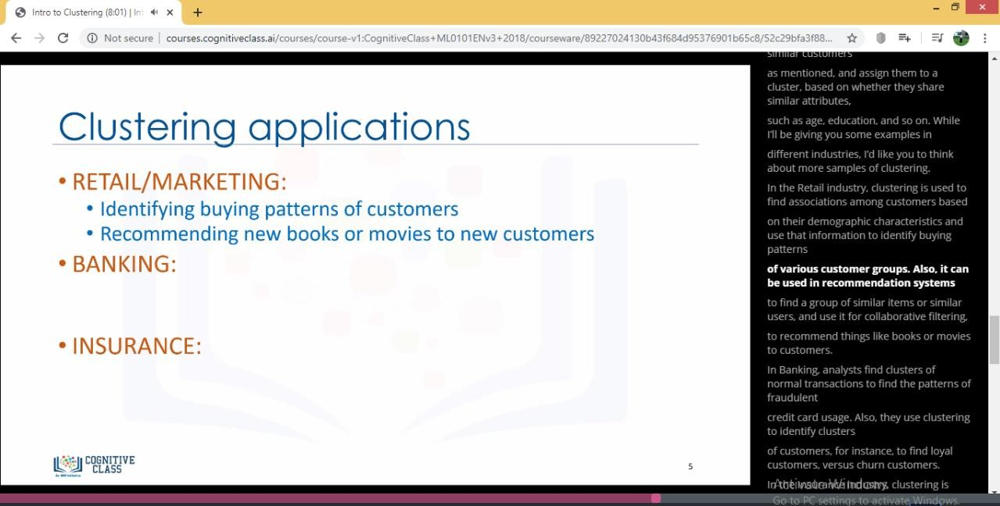 Intro to Clustering (8:01) | Int
Not secure
courses.cognitiveclass.ai/courses/course-v1:CognitiveClass+ML0101ENv3+2018/courseware/89227024130b43f684d95376901b65c8/52c29bfa3f88...
Clustering applications
• RETAIL/MARKETING:
• Identifying buying patterns of customers
• Recommending new books or movies to new customers
• BANKING:
• INSURANCE:
COGNITIVE
CLASS
An IBM Initiative
5
similar customers
as mentioned, and assign them to a
cluster, based on whether they share
similar attributes,
such as age, education, and so on. While
I'll be giving you some examples in
different industries, I'd like you to think
about more samples of clustering.
In the Retail industry, clustering is used to
find associations among customers based
on their demographic characteristics and
use that information to identify buying
patterns
of various customer groups. Also, it can
be used in recommendation systems
to find a group of similar items or similar
users, and use it for collaborative filtering,
to recommend things like books or movies
to customers.
In Banking, analysts find clusters of
normal transactions to find the patterns of
fraudulent
credit card usage. Also, they use clustering
to identify clusters
of customers, for instance, to find loyal
customers, versus churn customers.
In the Insurance industry, clustering is
Activate Windows
Go to PC settings to activate Windows.